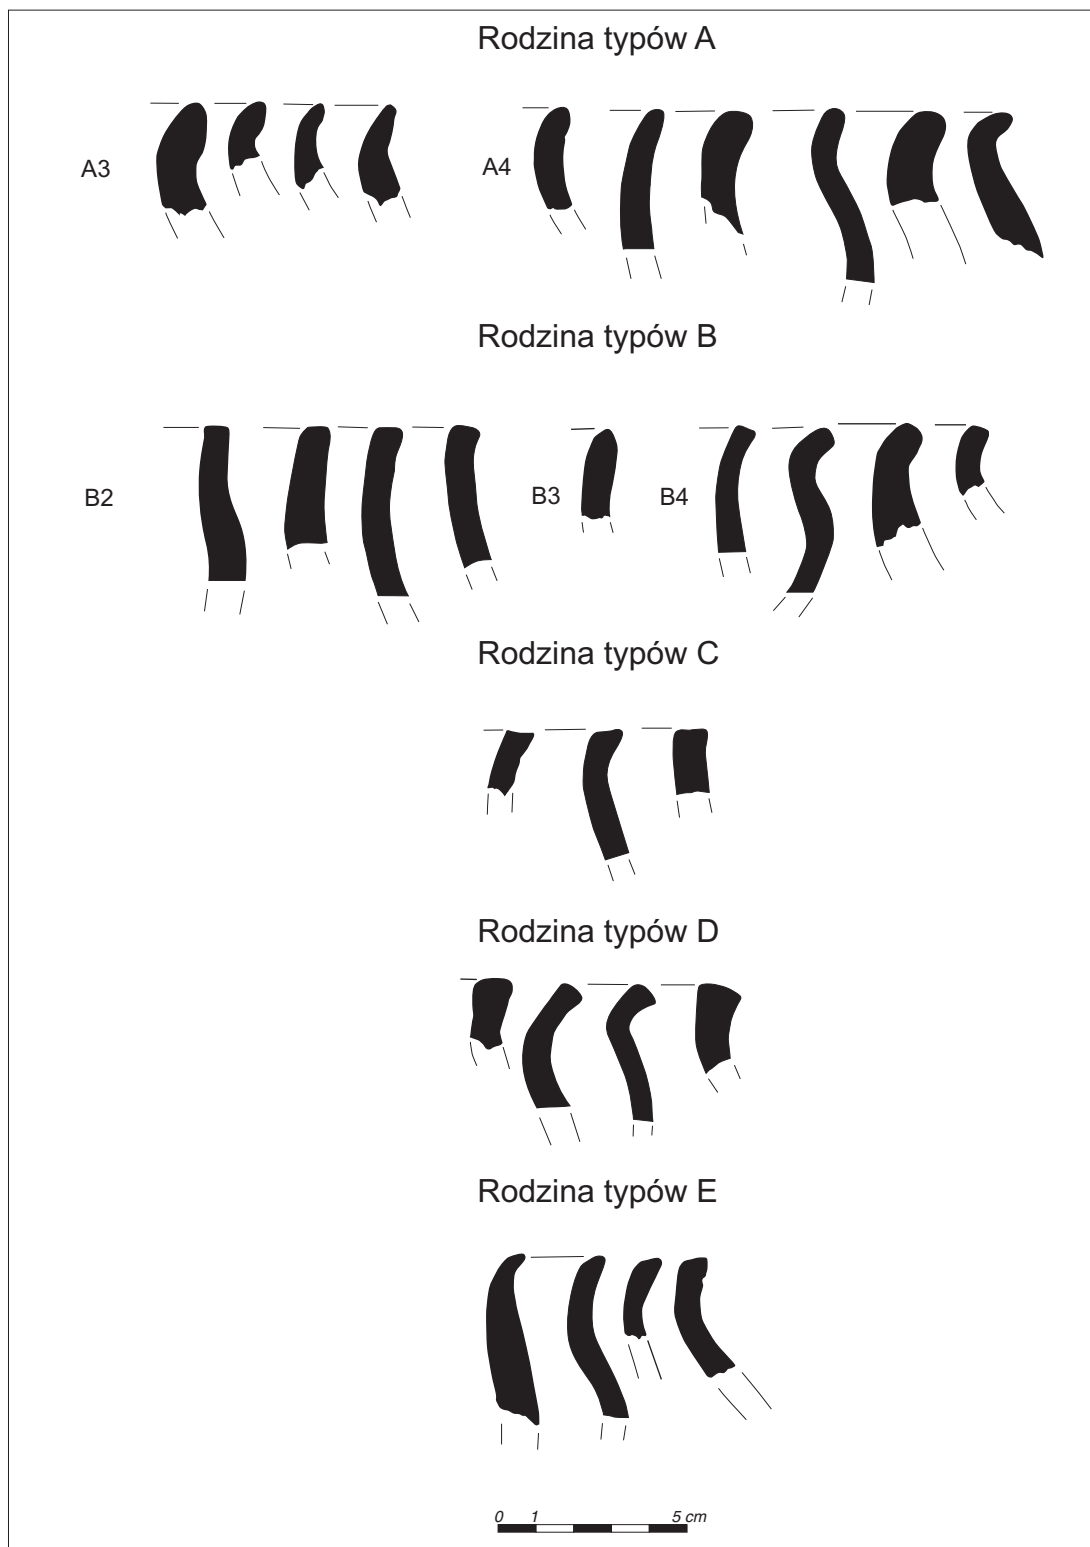 Rodzina typów A
A3
A4
Rodzina typów B
B2
B3
B4
Rodzina typów C
Rodzina typów D
Rodzina typów E
0 1 5 cm